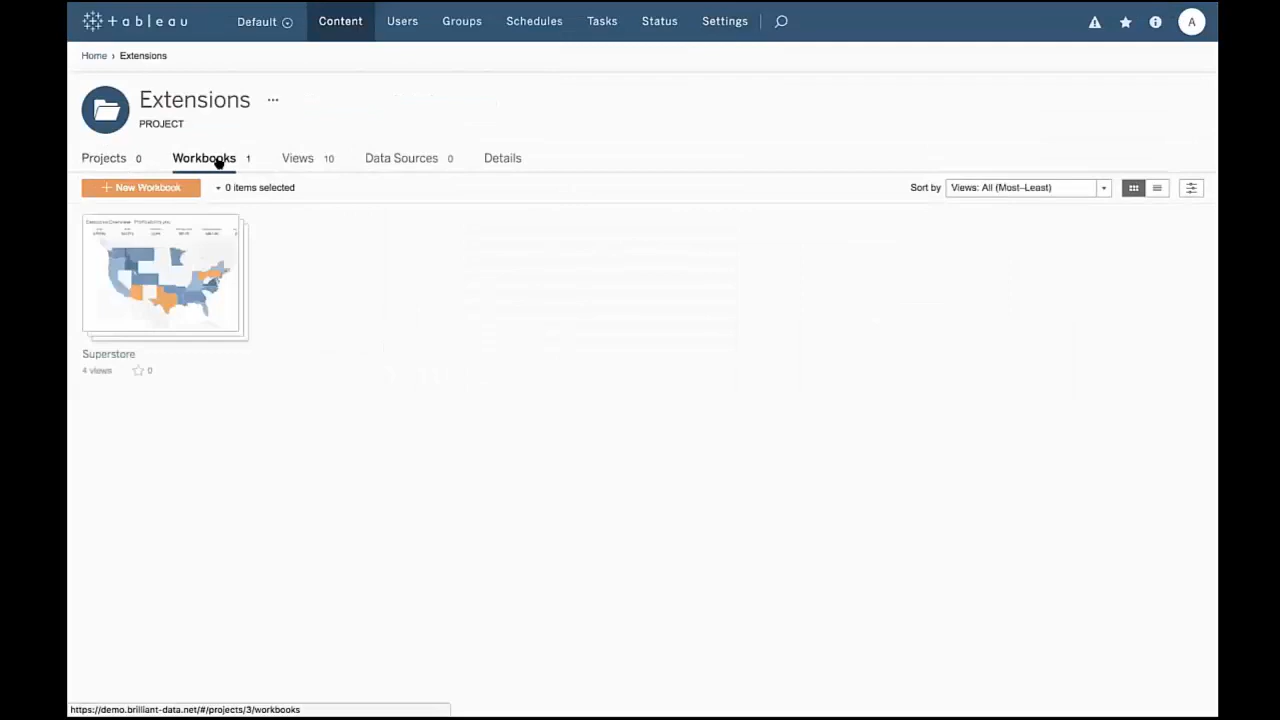 tableau Default Content Users Groups Schedules Tasks Status Settings A
Home › Extensions
Extensions ...
PROJECT
Projects 0 Workbooks 1 Views 10 Data Sources 0 Details
+ New Workbook 0 items selected Sort by Views: All (Most–Least)
Superstore
4 views 0
https://demo.brilliant-data.net/#/projects/3/workbooks